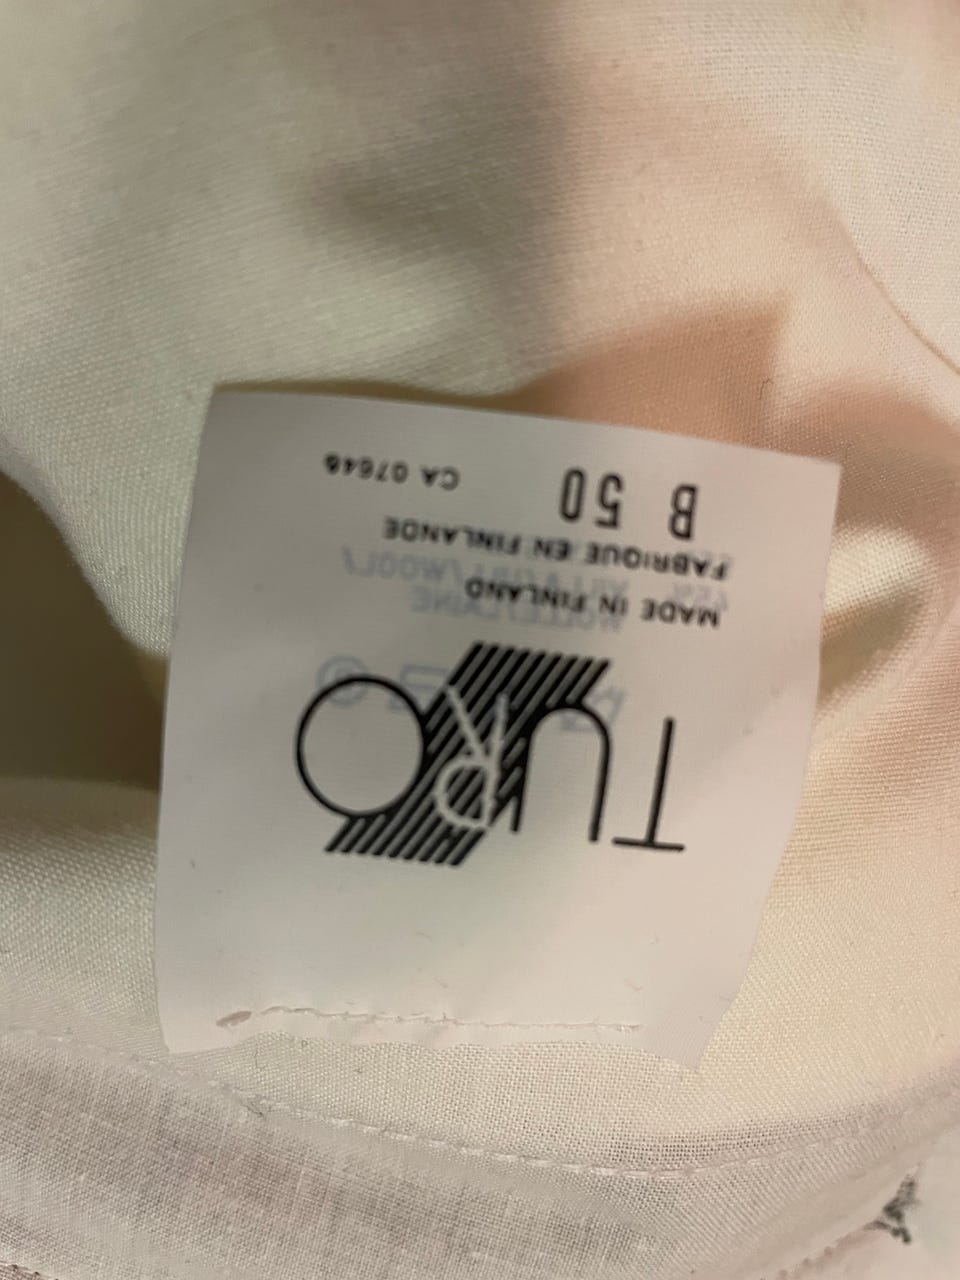 TURO
MADE IN FINLAND
FABRIQUE EN FINLANDE
B 50 CA 07646